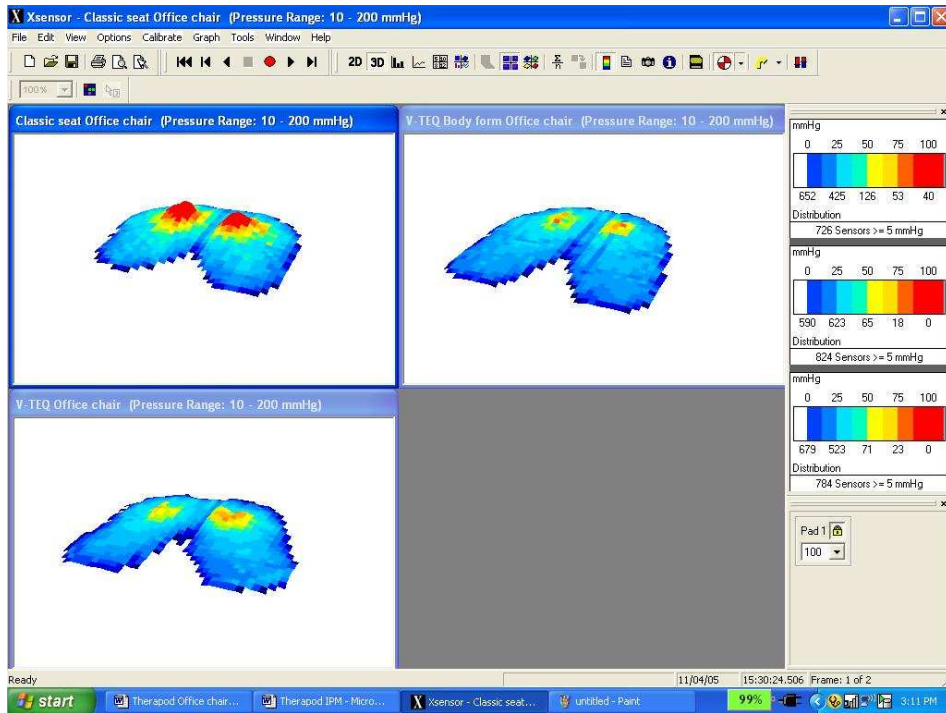 Xsensor - Classic seat Office chair (Pressure Range: 10 - 200 mmHg)
File Edit View Options Calibrate Graph Tools Window Help
2D 3D
100%
Classic seat Office chair (Pressure Range: 10 - 200 mmHg)
V-TEQ Body form Office chair (Pressure Range: 10 - 200 mmHg)
mmHg
0 25 50 75 100
652 425 126 53 40
Distribution
726 Sensors >= 5 mmHg
mmHg
0 25 50 75 100
590 623 65 18 0
Distribution
824 Sensors >= 5 mmHg
mmHg
0 25 50 75 100
679 523 71 23 0
Distribution
784 Sensors >= 5 mmHg
V-TEQ Office chair (Pressure Range: 10 - 200 mmHg)
Pad 1
100
Ready
11/04/05 15:30:24.506 Frame: 1 of 2
start
Therapod Office chair...
Therapod IPM - Micro...
Xsensor - Classic seat...
untitled - Paint
99%
3:11 PM